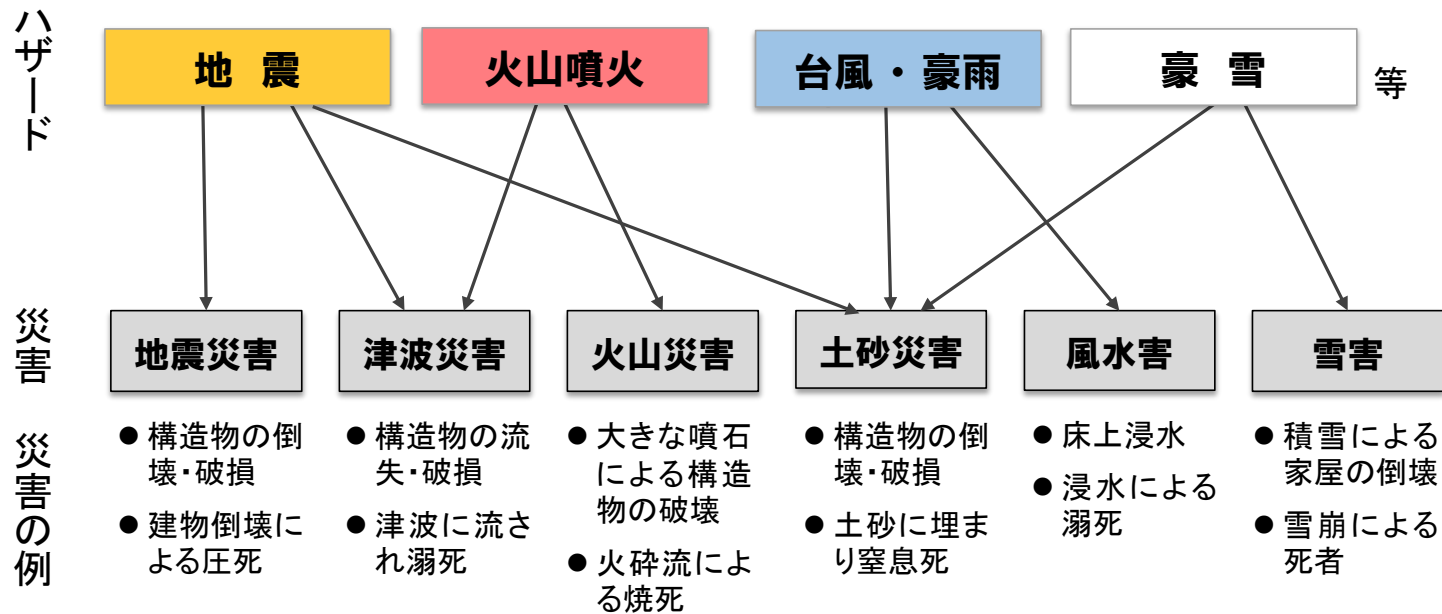 ハザード
地 震
火山噴火
台風・豪雨
豪 雪
等
災害
地震災害
津波災害
火山災害
土砂災害
風水害
雪害
災害の例
● 構造物の倒
壊・破損
● 建物倒壊に
よる圧死
● 構造物の流
失・破損
● 津波に流さ
れ溺死
● 大きな噴石
による構造
物の破壊
● 火砕流によ
る焼死
● 構造物の倒
壊・破損
● 土砂に埋ま
り窒息死
● 床上浸水
● 浸水による
溺死
● 積雪による
家屋の倒壊
● 雪崩による
死者